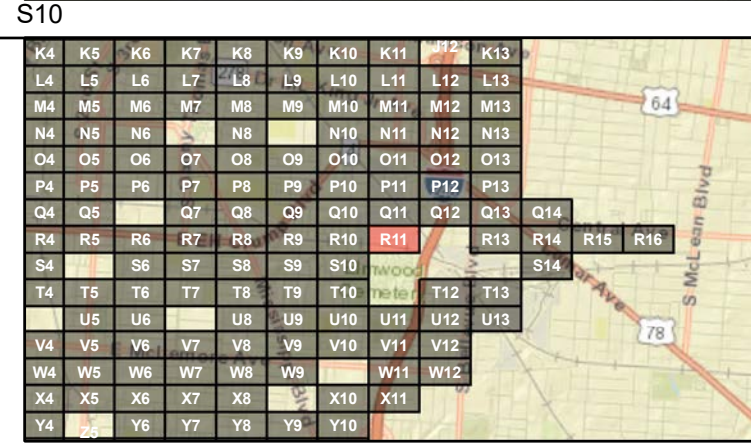 S10
K4 K5 K6 K7 K8 K9 K10 K11 J12 K13
L4 L5 L6 L7 L8 L9 L10 L11 L12 L13
64
M4 M5 M6 M7 M8 M9 M10 M11 M12 M13
N4 N5 N6 N8 N10 N11 N12 N13
O4 O5 O6 O7 O8 O9 O10 O11 O12 O13
P4 P5 P6 P7 P8 P9 P10 P11 P12 P13
Q4 Q5 Q7 Q8 Q9 Q10 Q11 Q12 Q13 Q14
R4 R5 R6 R7 R8 R9 R10 R11 R13 R14 R15 R16
S McLean Blvd
S4 S6 S7 S8 S9 S10 S14
T4 T5 T6 T7 T8 T9 T10 T12 T13
U5 U6 U8 U9 U10 U11 U12 U13
78
V4 V5 V6 V7 V8 V9 V10 V11 V12
W4 W5 W6 W7 W8 W9 W11 W12
X4 X5 X6 X7 X8 X10 X11
Y4 Z5 Y6 Y7 Y8 Y9 Y10